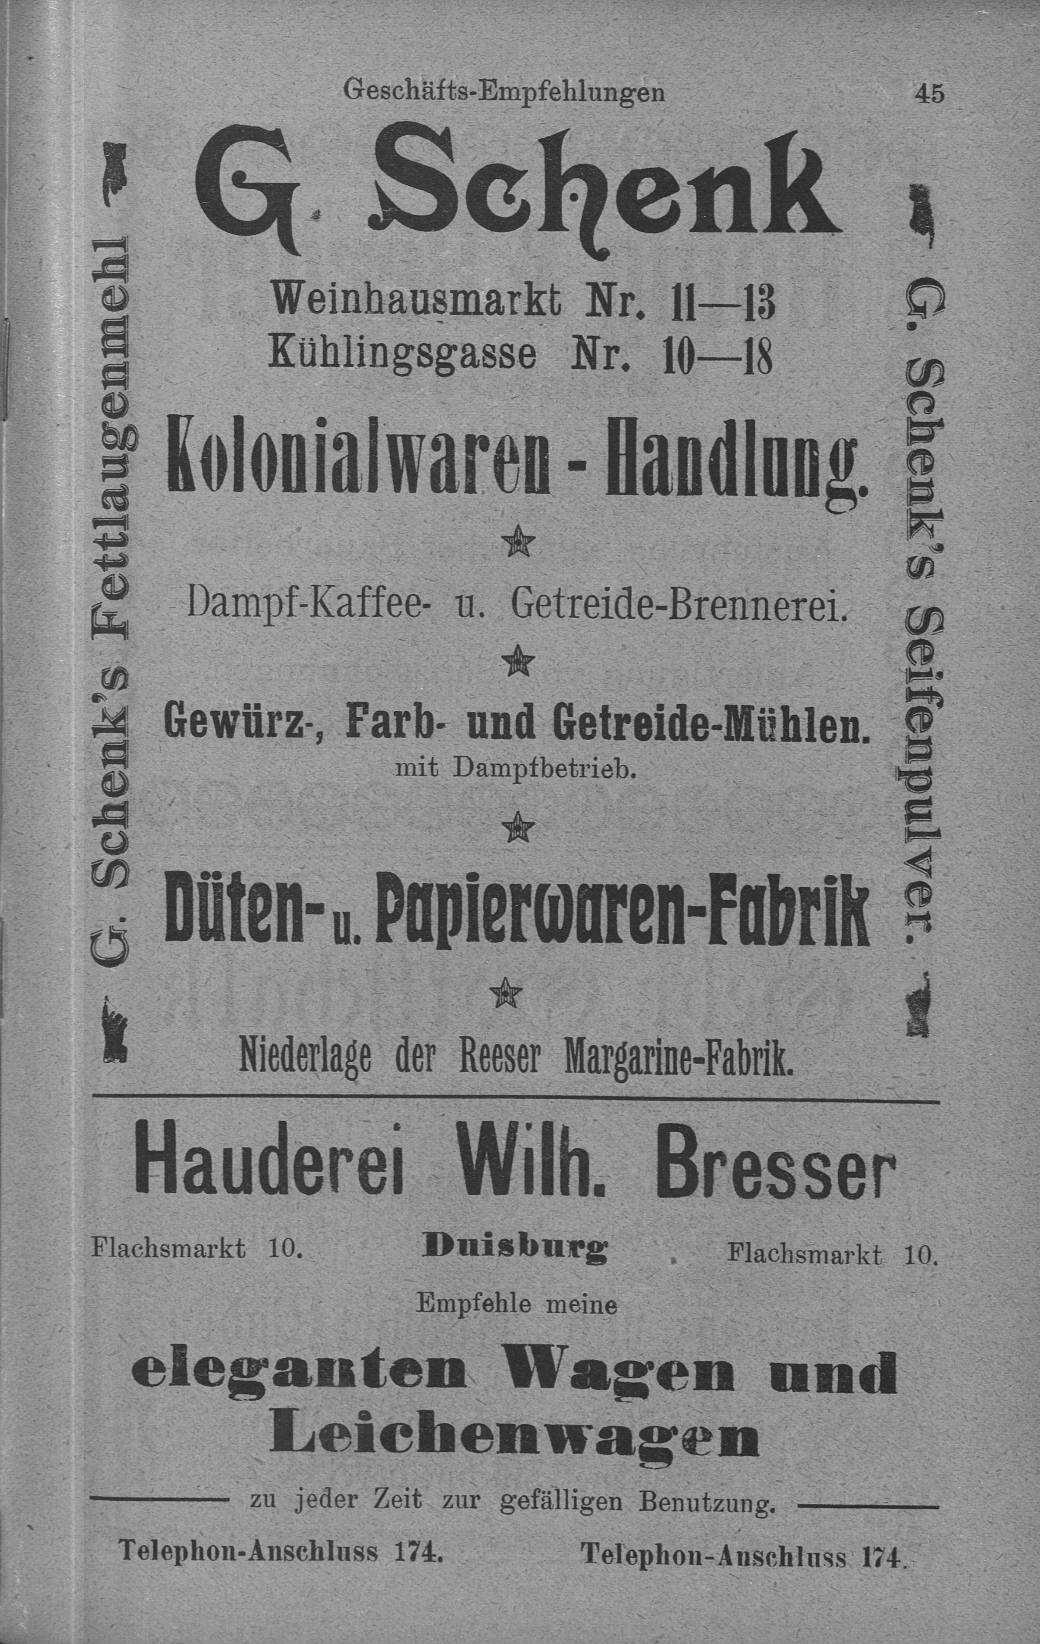 Geschäfts-Empfehlungen 45
G. Schenk
Weinhausmarkt Nr. 11—13
Kühlingsgasse Nr. 10—18
Kolonialwaren - Handlung.
Dampf-Kaffee- u. Getreide-Brennerei.
Gewürz-, Farb- und Getreide-Mühlen.
mit Dampfbetrieb.
Düten- u. Papierwaren-Fabrik
Niederlage der Reeser Margarine-Fabrik.
G. Schenk's Fettlaugenmehl
G. Schenk's Seifenpulver.
Hauderei Wilh. Bresser
Flachsmarkt 10. Duisburg Flachsmarkt 10.
Empfehle meine
eleganten Wagen und
Leichenwagen
zu jeder Zeit zur gefälligen Benutzung.
Telephon-Anschluss 174. Telephon-Anschluss 174.